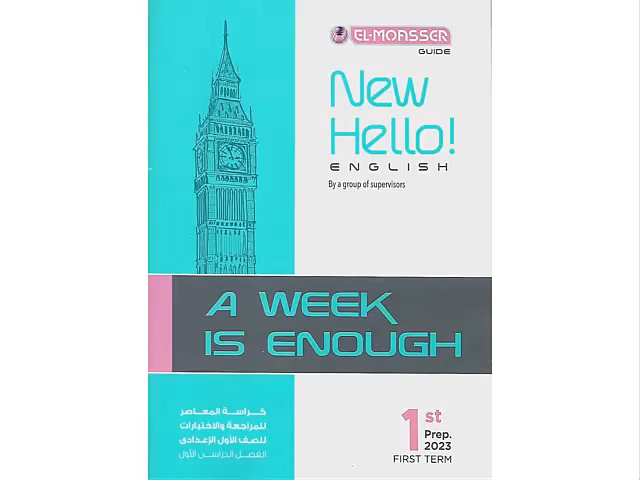 EL-MOASSER
GUIDE
New
Hello!
ENGLISH
By a group of supervisors
A WEEK
IS ENOUGH
كراسة المعاصر
للمراجعة والاختبارات
للصف الأول الإعدادى
الفصل الدراسى الأول
1st
Prep.
2023
FIRST TERM